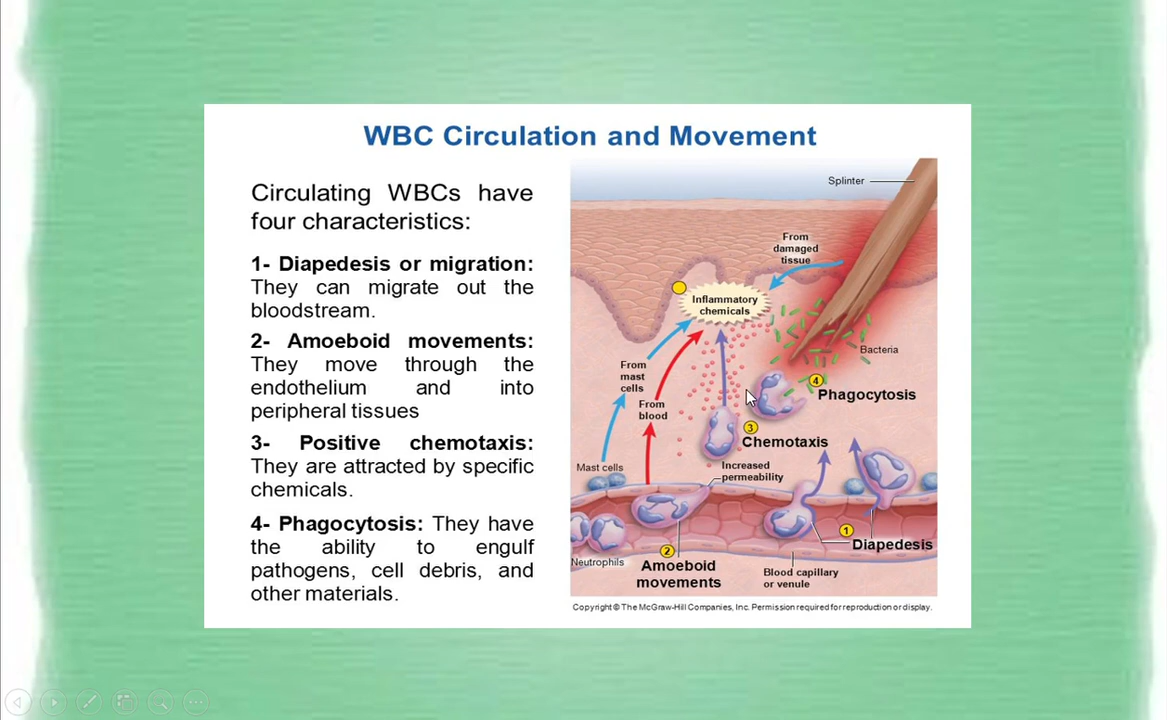 WBC Circulation and Movement
Circulating WBCs have
four characteristics:
1- Diapedesis or migration:
They can migrate out the
bloodstream.
2- Amoeboid movements:
They move through the
endothelium and into
peripheral tissues
3- Positive chemotaxis:
They are attracted by specific
chemicals.
4- Phagocytosis: They have
the ability to engulf
pathogens, cell debris, and
other materials.
Splinter
From
damaged
tissue
Inflammatory
chemicals
Bacteria
From
mast
cells
4
Phagocytosis
From
blood
3
Chemotaxis
Mast cells
Increased
permeability
1
Diapedesis
2
Neutrophils
Amoeboid
movements
Blood capillary
or venule
Copyright © The McGraw-Hill Companies, Inc. Permission required for reproduction or display.